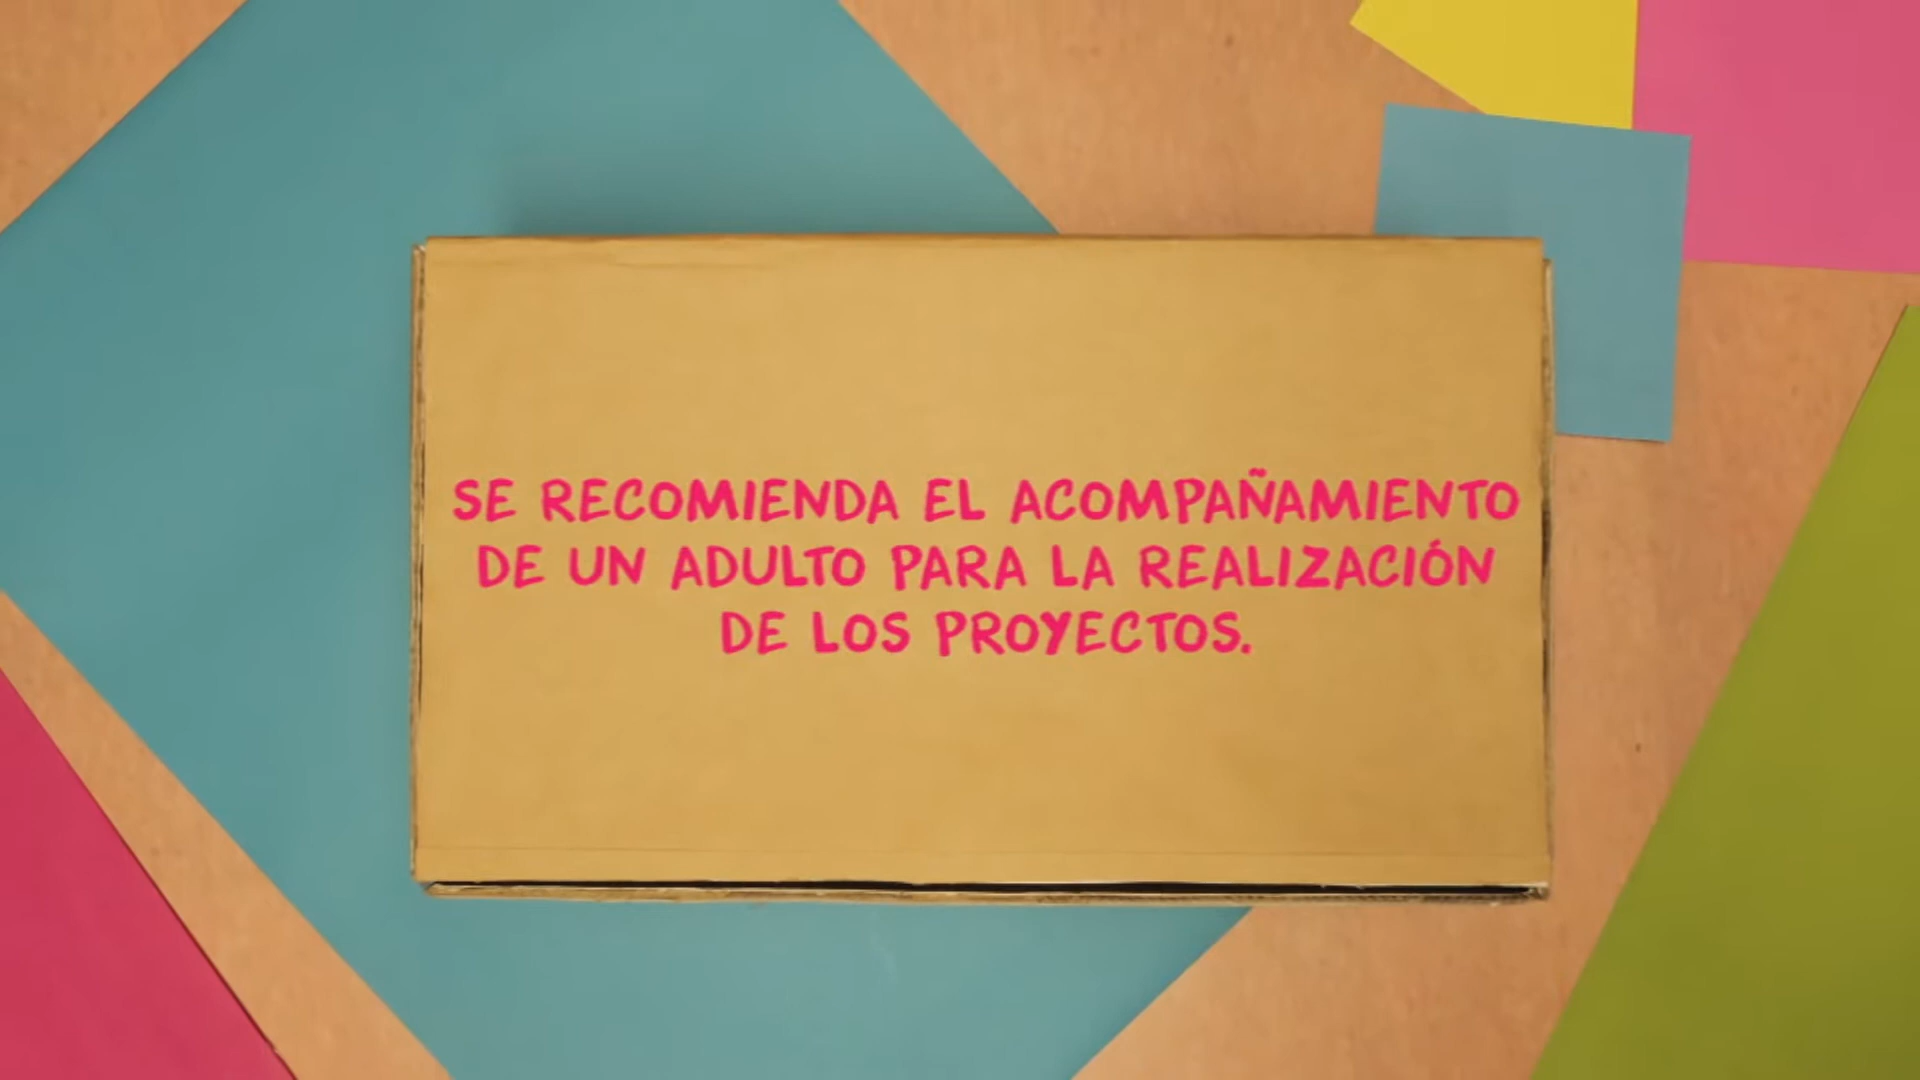 SE RECOMIENDA EL ACOMPAÑAMIENTO
DE UN ADULTO PARA LA REALIZACIÓN
DE LOS PROYECTOS.